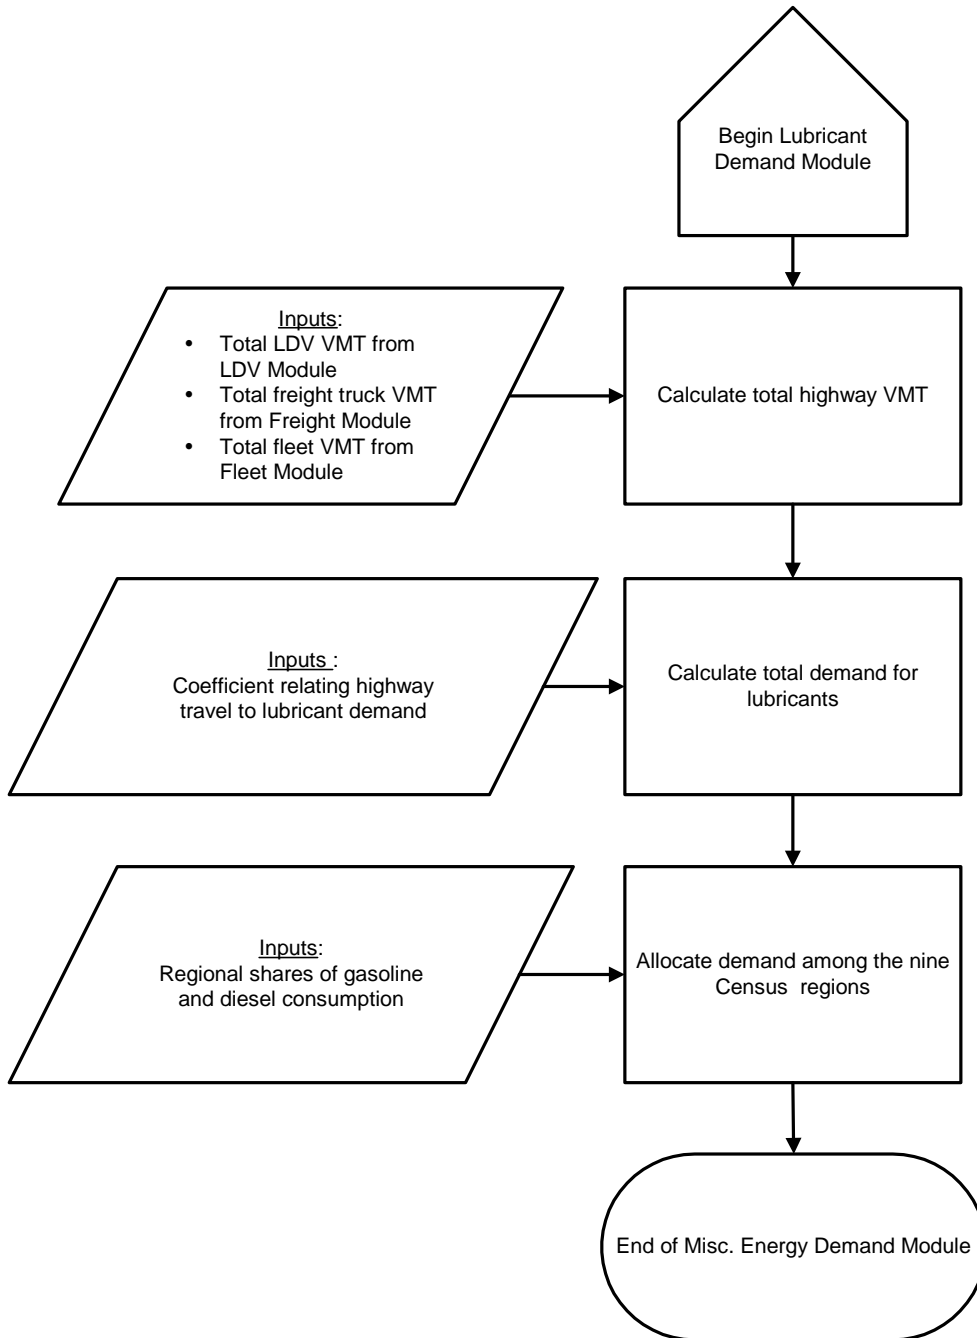 Begin Lubricant
Demand Module
Inputs:
• Total LDV VMT from
LDV Module
• Total freight truck VMT
from Freight Module
• Total fleet VMT from
Fleet Module
Calculate total highway VMT
Inputs :
Coefficient relating highway
travel to lubricant demand
Calculate total demand for
lubricants
Inputs:
Regional shares of gasoline
and diesel consumption
Allocate demand among the nine
Census  regions
End of Misc. Energy Demand Module